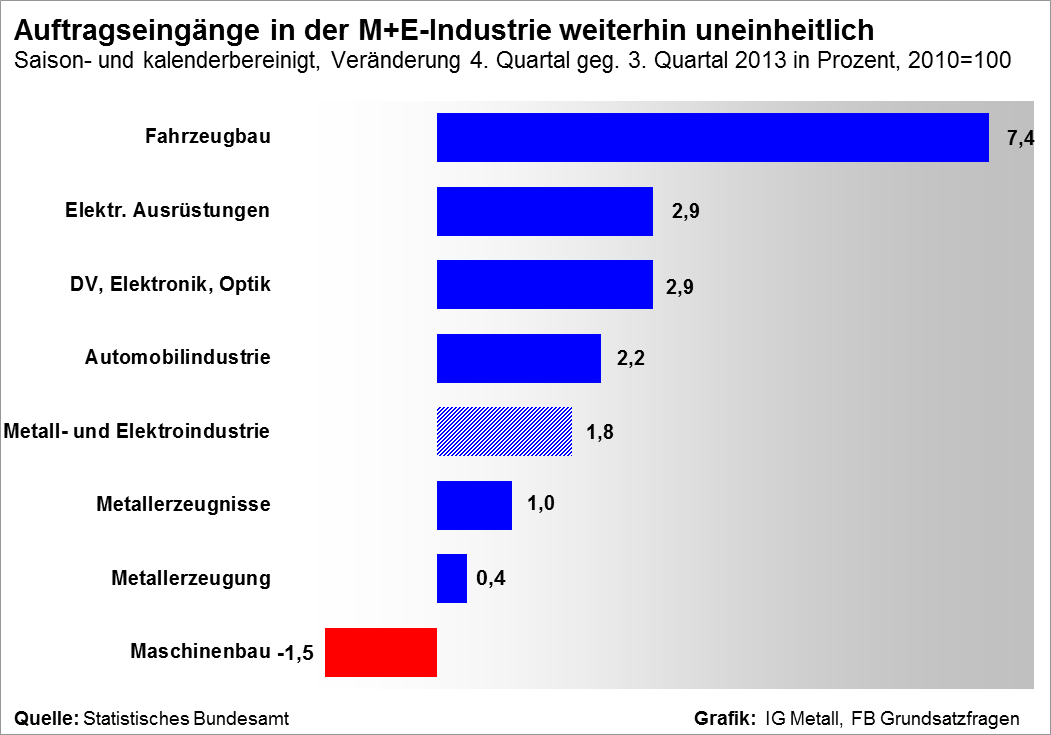 Auftragseingänge in der M+E-Industrie weiterhin uneinheitlich
Saison- und kalenderbereinigt, Veränderung 4. Quartal geg. 3. Quartal 2013 in Prozent, 2010=100
Fahrzeugbau 7,4
Elektr. Ausrüstungen 2,9
DV, Elektronik, Optik 2,9
Automobilindustrie 2,2
Metall- und Elektroindustrie 1,8
Metallerzeugnisse 1,0
Metallerzeugung 0,4
Maschinenbau -1,5
Quelle: Statistisches Bundesamt Grafik: IG Metall, FB Grundsatzfragen